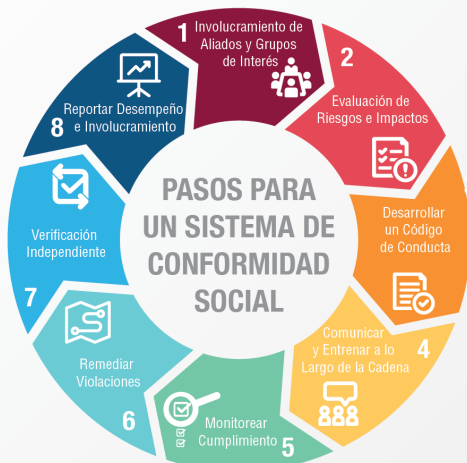 PASOS PARA
UN SISTEMA DE
CONFORMIDAD
SOCIAL
1
Involucramiento de
Aliados y Grupos
de Interés
2
Evaluación de
Riesgos e Impactos
Desarrollar
un Código
de Conducta
4
Comunicar
y Entrenar a lo
Largo de la Cadena
Monitorear
Cumplimiento
5
Remediar
Violaciones
6
Verificación
Independiente
7
Reportar Desempeño
e Involucramiento
8